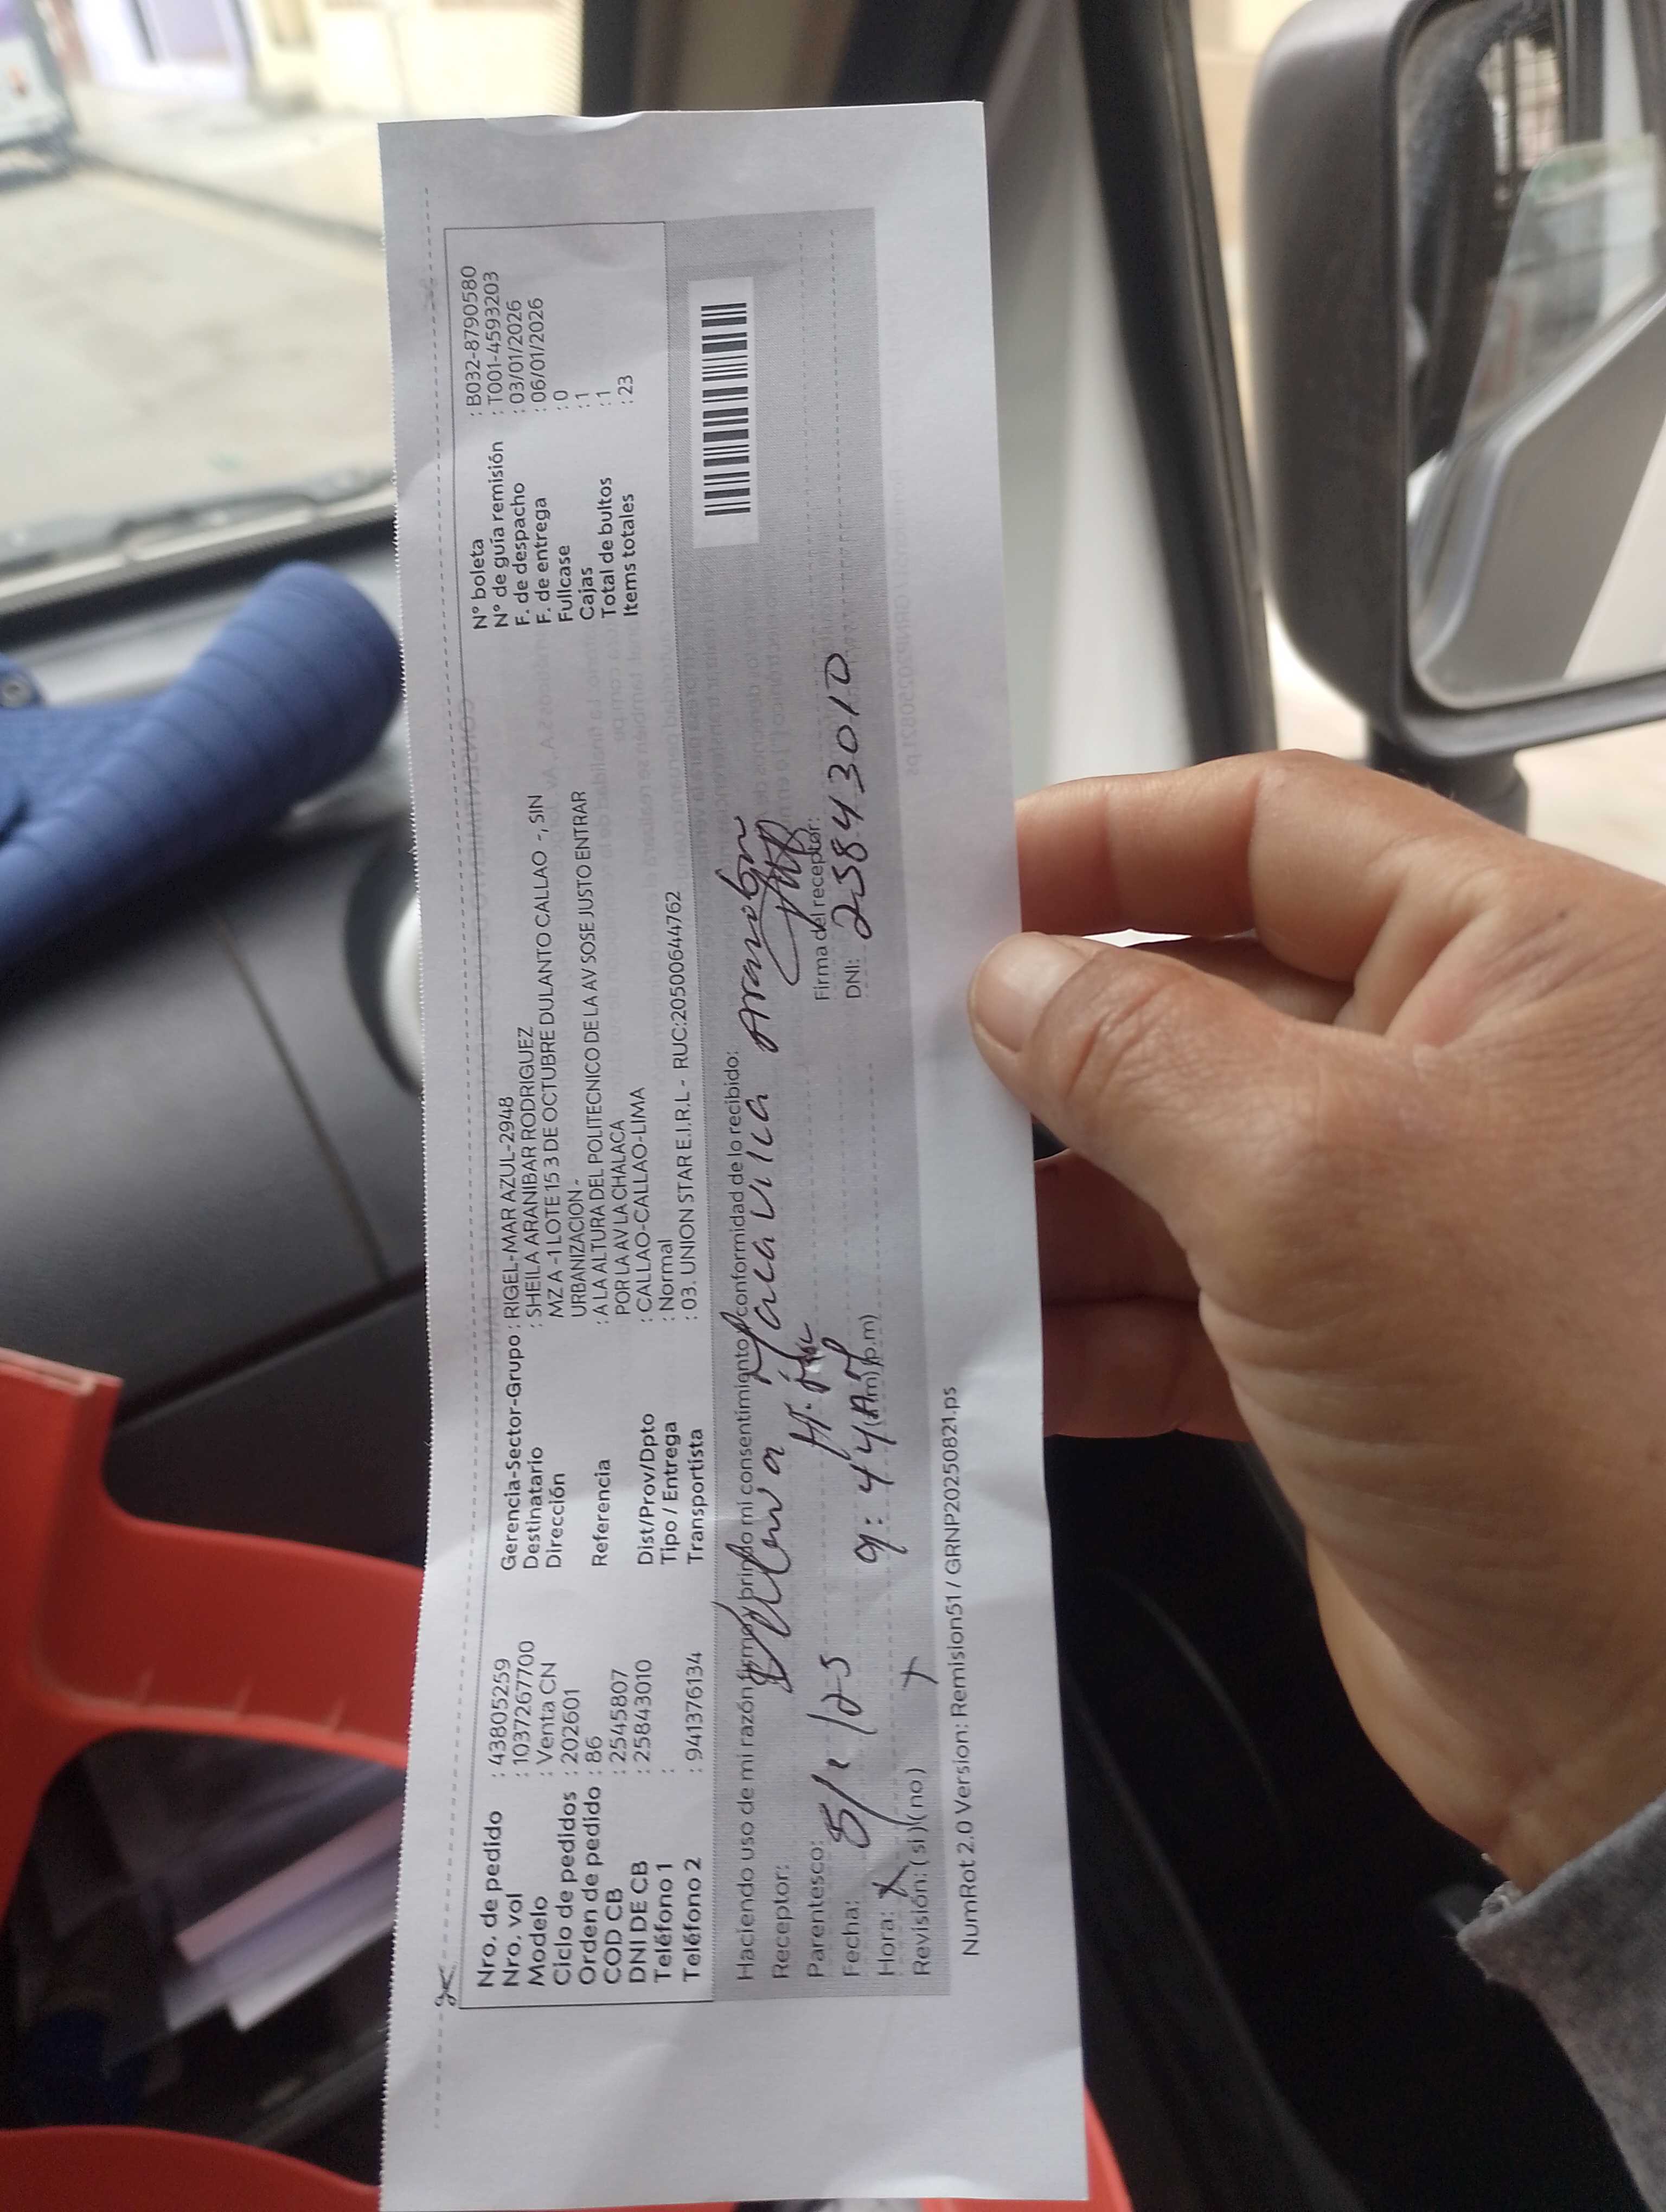 Nro. de pedido : 43805259
Nro. vol : 1037267700
Modelo : Venta CN
Ciclo de pedidos : 202601
Orden de pedido : 86
COD CB : 2545807
DNI DE CB : 25843010
Teléfono 1 :
Teléfono 2 : 941376134
Gerencia-Sector-Grupo : RIGEL-MAR AZUL-2948
Destinatario : SHEILA ARANIBAR RODRIGUEZ
Dirección : MZ A -1 LOTE 15 3 DE OCTUBRE DULANTO CALLAO -, SIN
URBANIZACION -
Referencia : A LA ALTURA DEL POLITECNICO DE LA AV SOSE JUSTO ENTRAR
POR LA AV LA CHALACA
Dist/Prov/Dpto : CALLAO-CALLAO-LIMA
Tipo / Entrega : Normal
Transportista : 03. UNION STAR E.I.R.L - RUC:20500644762
N° boleta : B032-8790580
N° de guía remisión : T001-4593203
F. de despacho : 03/01/2026
F. de entrega : 06/01/2026
Fullcase : 0
Cajas : 1
Total de bultos : 1
Items totales : 23
Haciendo uso de mi razón firmo y brindo mi consentimiento y conformidad de lo recibido:
Receptor:
Parentesco:
Firma del receptor:
Fecha:
DNI: 25843010
Hora: 9:44 (Am)(p.m)
Revisión: (si)(no) X
NumRot 2.0 Version: Remision51 / GRNP20250821.ps